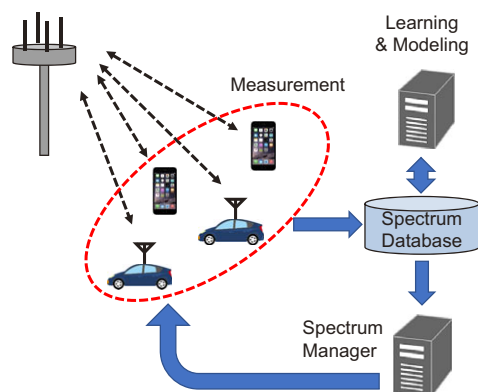 Learning
& Modeling
Measurement
Spectrum
Database
Spectrum
Manager